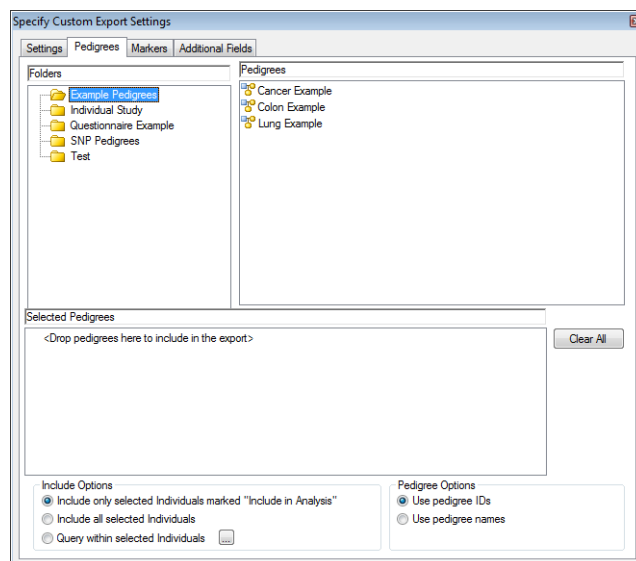 Specify Custom Export Settings
Settings Pedigrees Markers Additional Fields
Folders
Example Pedigrees
Individual Study
Questionnaire Example
SNP Pedigrees
Test
Pedigrees
Cancer Example
Colon Example
Lung Example
Selected Pedigrees
<Drop pedigrees here to include in the export>
Clear All
Include Options
Include only selected Individuals marked "Include in Analysis"
Include all selected Individuals
Query within selected Individuals ...
Pedigree Options
Use pedigree IDs
Use pedigree names